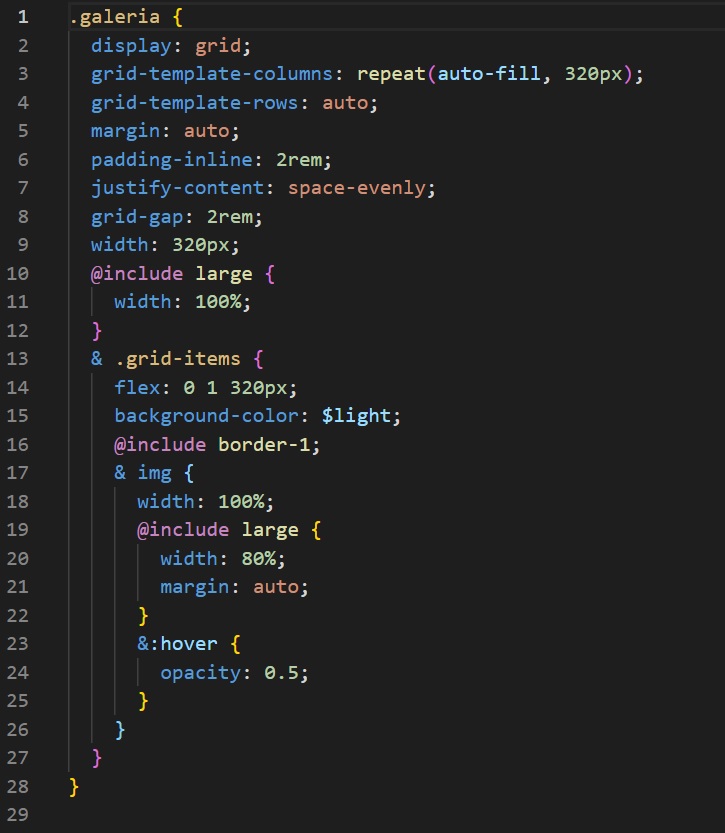 1 .galeria {
2   display: grid;
3   grid-template-columns: repeat(auto-fill, 320px);
4   grid-template-rows: auto;
5   margin: auto;
6   padding-inline: 2rem;
7   justify-content: space-evenly;
8   grid-gap: 2rem;
9   width: 320px;
10   @include large {
11     width: 100%;
12   }
13   & .grid-items {
14     flex: 0 1 320px;
15     background-color: $light;
16     @include border-1;
17     & img {
18       width: 100%;
19       @include large {
20         width: 80%;
21         margin: auto;
22       }
23       &:hover {
24         opacity: 0.5;
25       }
26     }
27   }
28 }
29